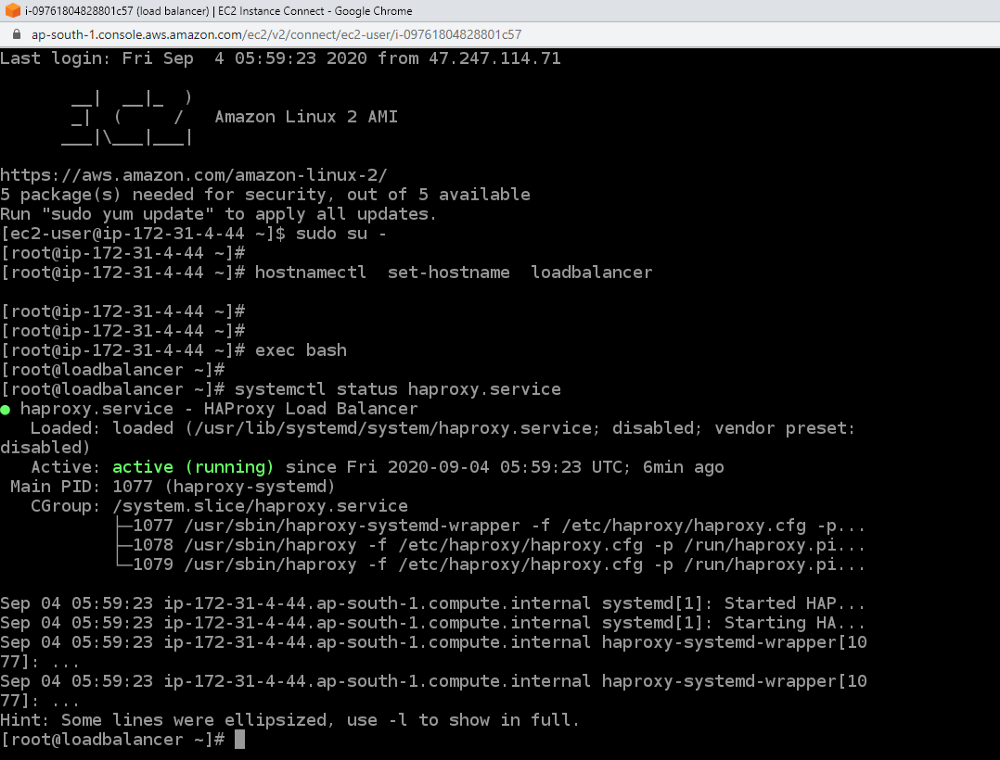 i-09761804828801c57 (load balancer) | EC2 Instance Connect - Google Chrome
ap-south-1.console.aws.amazon.com/ec2/v2/connect/ec2-user/i-09761804828801c57
Last login: Fri Sep  4 05:59:23 2020 from 47.247.114.71
       __|  __|_  )
       _|  (     /   Amazon Linux 2 AMI
      ___|\___|___|
https://aws.amazon.com/amazon-linux-2/
5 package(s) needed for security, out of 5 available
Run "sudo yum update" to apply all updates.
[ec2-user@ip-172-31-4-44 ~]$ sudo su -
[root@ip-172-31-4-44 ~]#
[root@ip-172-31-4-44 ~]# hostnamectl  set-hostname  loadbalancer
[root@ip-172-31-4-44 ~]#
[root@ip-172-31-4-44 ~]#
[root@ip-172-31-4-44 ~]# exec bash
[root@loadbalancer ~]#
[root@loadbalancer ~]# systemctl status haproxy.service
● haproxy.service - HAProxy Load Balancer
   Loaded: loaded (/usr/lib/systemd/system/haproxy.service; disabled; vendor preset:
disabled)
   Active: active (running) since Fri 2020-09-04 05:59:23 UTC; 6min ago
 Main PID: 1077 (haproxy-systemd)
   CGroup: /system.slice/haproxy.service
           ├─1077 /usr/sbin/haproxy-systemd-wrapper -f /etc/haproxy/haproxy.cfg -p...
           ├─1078 /usr/sbin/haproxy -f /etc/haproxy/haproxy.cfg -p /run/haproxy.pi...
           └─1079 /usr/sbin/haproxy -f /etc/haproxy/haproxy.cfg -p /run/haproxy.pi...
Sep 04 05:59:23 ip-172-31-4-44.ap-south-1.compute.internal systemd[1]: Started HAP...
Sep 04 05:59:23 ip-172-31-4-44.ap-south-1.compute.internal systemd[1]: Starting HA...
Sep 04 05:59:23 ip-172-31-4-44.ap-south-1.compute.internal haproxy-systemd-wrapper[10
77]: ...
Sep 04 05:59:23 ip-172-31-4-44.ap-south-1.compute.internal haproxy-systemd-wrapper[10
77]: ...
Hint: Some lines were ellipsized, use -l to show in full.
[root@loadbalancer ~]#